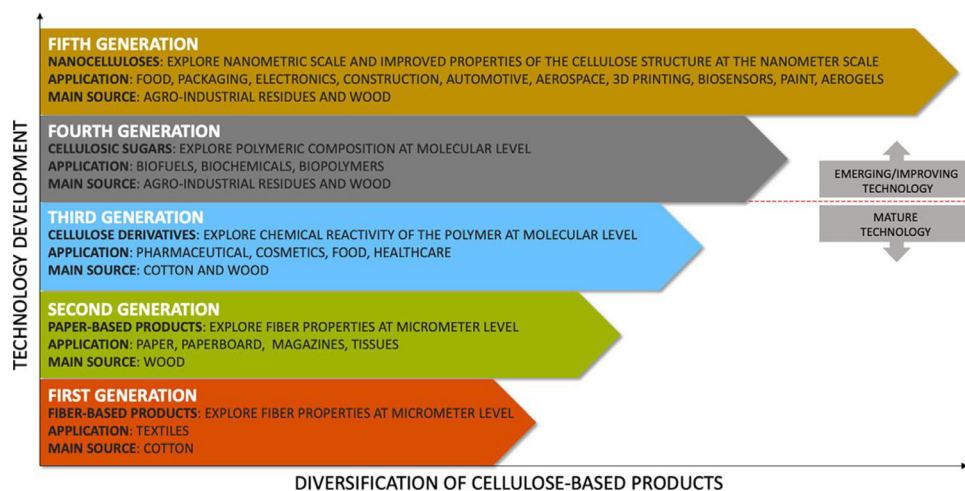 FIFTH GENERATION
NANOCELLULOSES: EXPLORE NANOMETRIC SCALE AND IMPROVED PROPERTIES OF THE CELLULOSE STRUCTURE AT THE NANOMETER SCALE
APPLICATION: FOOD, PACKAGING, ELECTRONICS, CONSTRUCTION, AUTOMOTIVE, AEROSPACE, 3D PRINTING, BIOSENSORS, PAINT, AEROGELS
MAIN SOURCE: AGRO-INDUSTRIAL RESIDUES AND WOOD
FOURTH GENERATION
CELLULOSIC SUGARS: EXPLORE POLYMERIC COMPOSITION AT MOLECULAR LEVEL
APPLICATION: BIOFUELS, BIOCHEMICALS, BIOPOLYMERS
MAIN SOURCE: AGRO-INDUSTRIAL RESIDUES AND WOOD
EMERGING/IMPROVING
TECHNOLOGY
MATURE
TECHNOLOGY
THIRD GENERATION
CELLULOSE DERIVATIVES: EXPLORE CHEMICAL REACTIVITY OF THE POLYMER AT MOLECULAR LEVEL
APPLICATION: PHARMACEUTICAL, COSMETICS, FOOD, HEALTHCARE
MAIN SOURCE: COTTON AND WOOD
SECOND GENERATION
PAPER-BASED PRODUCTS: EXPLORE FIBER PROPERTIES AT MICROMETER LEVEL
APPLICATION: PAPER, PAPERBOARD, MAGAZINES, TISSUES
MAIN SOURCE: WOOD
FIRST GENERATION
FIBER-BASED PRODUCTS: EXPLORE FIBER PROPERTIES AT MICROMETER LEVEL
APPLICATION: TEXTILES
MAIN SOURCE: COTTON
TECHNOLOGY DEVELOPMENT
DIVERSIFICATION OF CELLULOSE-BASED PRODUCTS